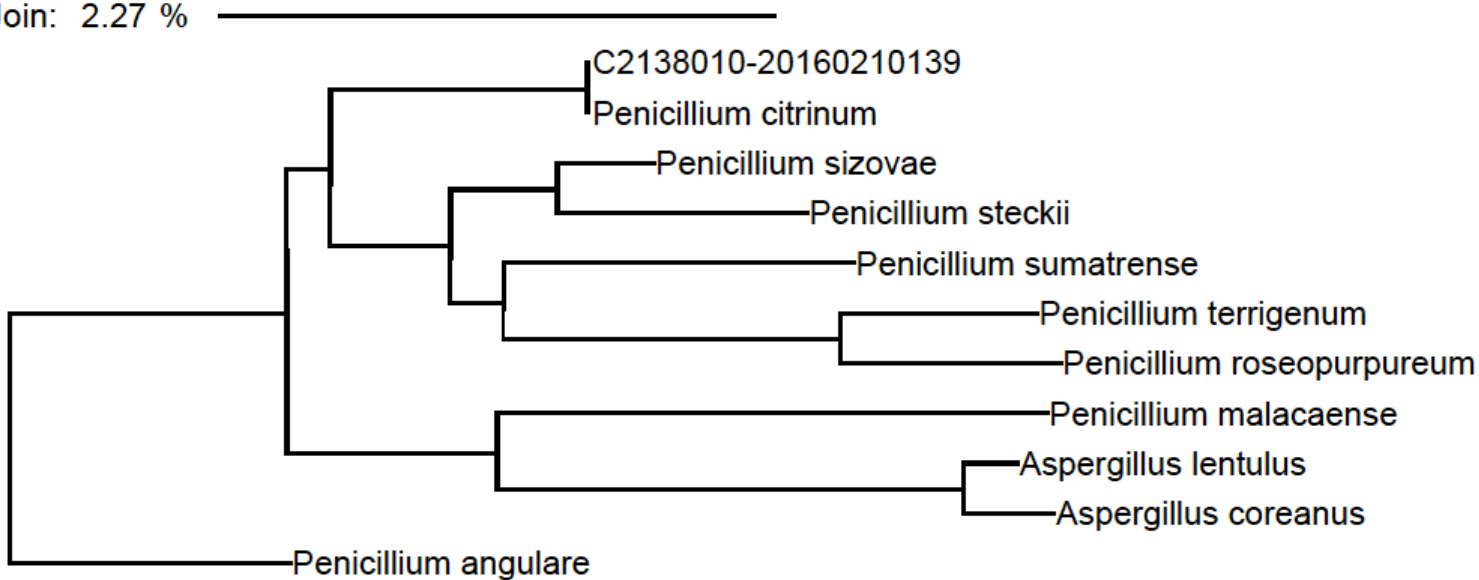 Join: 2.27 %
C2138010-20160210139
Penicillium citrinum
Penicillium sizovae
Penicillium steckii
Penicillium sumatrense
Penicillium terrigenum
Penicillium roseopurpureum
Penicillium malacaense
Aspergillus lentulus
Aspergillus coreanus
Penicillium angulare